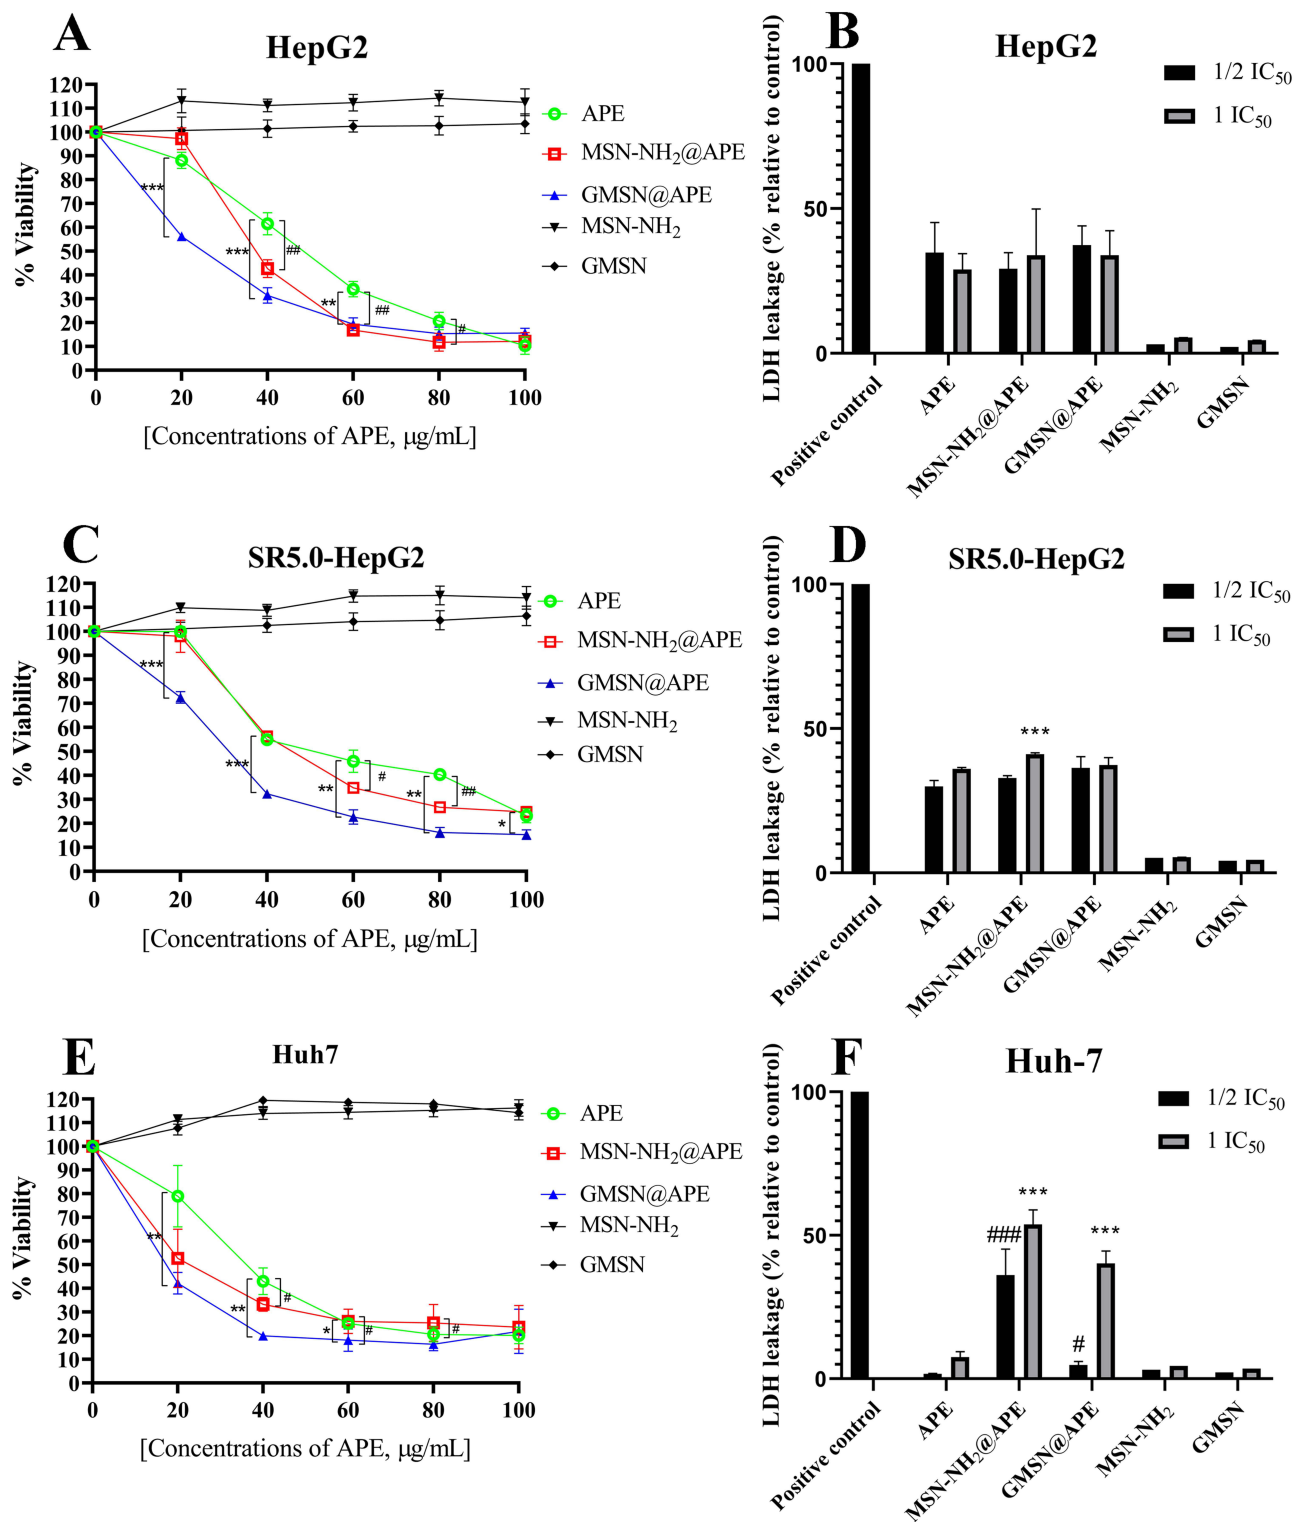 A
HepG2
% Viability
120
110
100
90
80
70
60
50
40
30
20
10
0
0 20 40 60 80 100
[Concentrations of APE, μg/mL]
*** *** ## ** ## #
APE
MSN-NH₂@APE
GMSN@APE
MSN-NH₂
GMSN
B
HepG2
LDH leakage (% relative to control)
100
50
0
1/2 IC₅₀
1 IC₅₀
Positive control
APE
MSN-NH₂@APE
GMSN@APE
MSN-NH₂
GMSN
C
SR5.0-HepG2
% Viability
120
110
100
90
80
70
60
50
40
30
20
10
0
0 20 40 60 80 100
[Concentrations of APE, μg/mL]
*** *** ** # ** ## *
APE
MSN-NH₂@APE
GMSN@APE
MSN-NH₂
GMSN
D
SR5.0-HepG2
LDH leakage (% relative to control)
100
50
0
***
1/2 IC₅₀
1 IC₅₀
Positive control
APE
MSN-NH₂@APE
GMSN@APE
MSN-NH₂
GMSN
E
Huh7
% Viability
120
110
100
90
80
70
60
50
40
30
20
10
0
0 20 40 60 80 100
[Concentrations of APE, μg/mL]
** ** # * # #
APE
MSN-NH₂@APE
GMSN@APE
MSN-NH₂
GMSN
F
Huh-7
LDH leakage (% relative to control)
100
50
0
### *** # ***
1/2 IC₅₀
1 IC₅₀
Positive control
APE
MSN-NH₂@APE
GMSN@APE
MSN-NH₂
GMSN